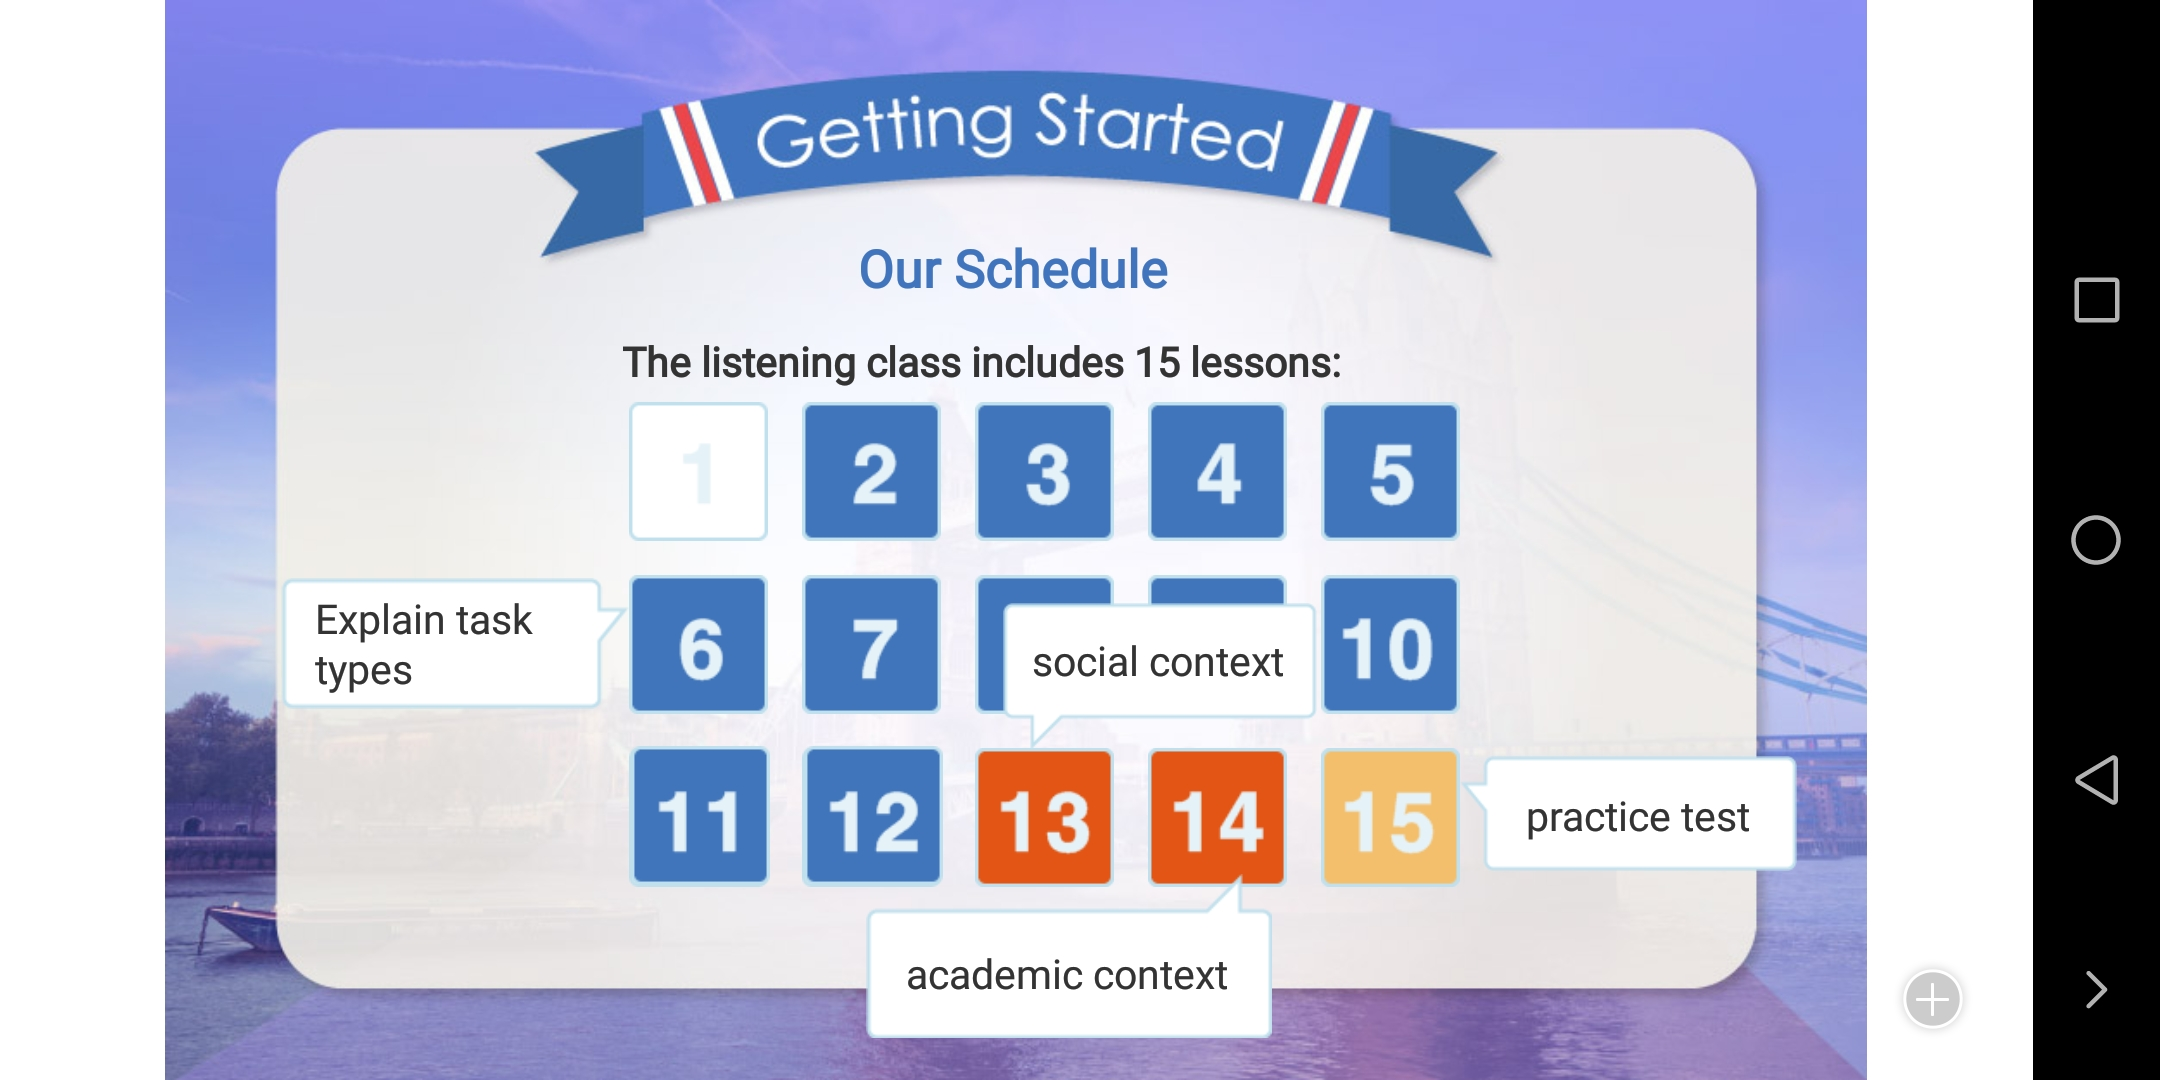 Getting Started
Our Schedule
The listening class includes 15 lessons:
1 2 3 4 5
Explain task
types
6 7 10
social context
11 12 13 14 15
practice test
academic context